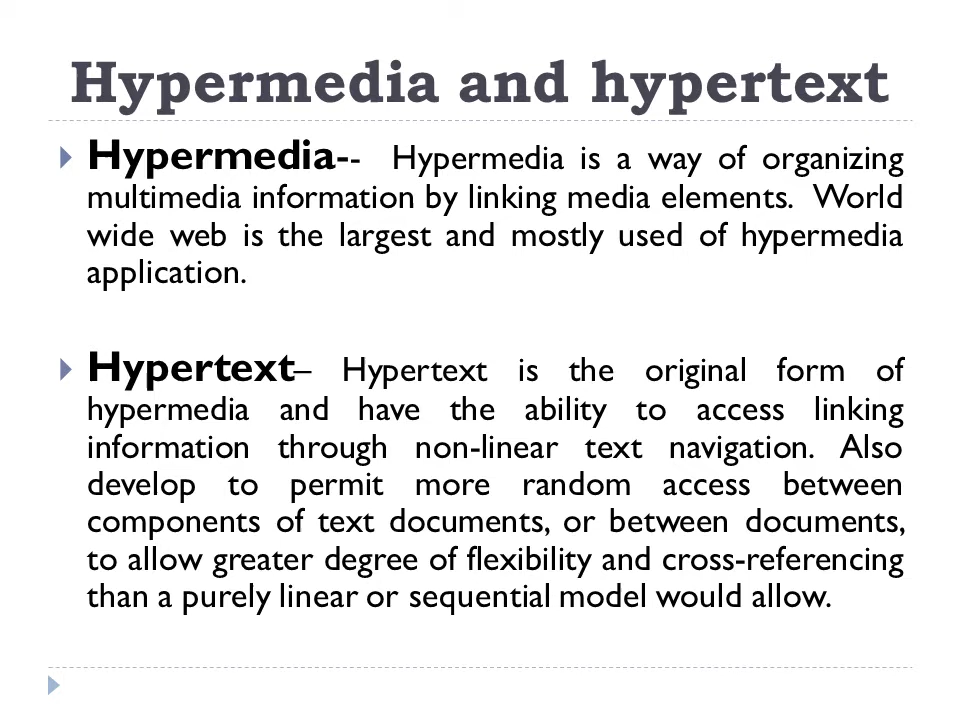 Hypermedia and hypertext
Hypermedia-- Hypermedia is a way of organizing
multimedia information by linking media elements. World
wide web is the largest and mostly used of hypermedia
application.
Hypertext– Hypertext is the original form of
hypermedia and have the ability to access linking
information through non-linear text navigation. Also
develop to permit more random access between
components of text documents, or between documents,
to allow greater degree of flexibility and cross-referencing
than a purely linear or sequential model would allow.